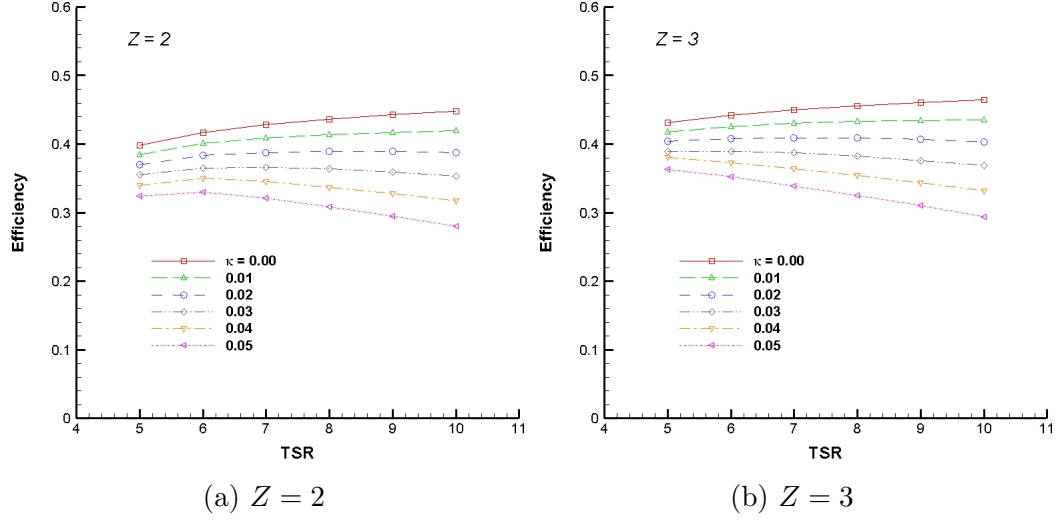 0.6
Z = 2
0.5
0.4
0.3
0.2
0.1
0
Efficiency
κ = 0.00
0.01
0.02
0.03
0.04
0.05
4 5 6 7 8 9 10 11
TSR
(a) Z = 2
0.6
Z = 3
0.5
0.4
0.3
0.2
0.1
0
Efficiency
κ = 0.00
0.01
0.02
0.03
0.04
0.05
4 5 6 7 8 9 10 11
TSR
(b) Z = 3